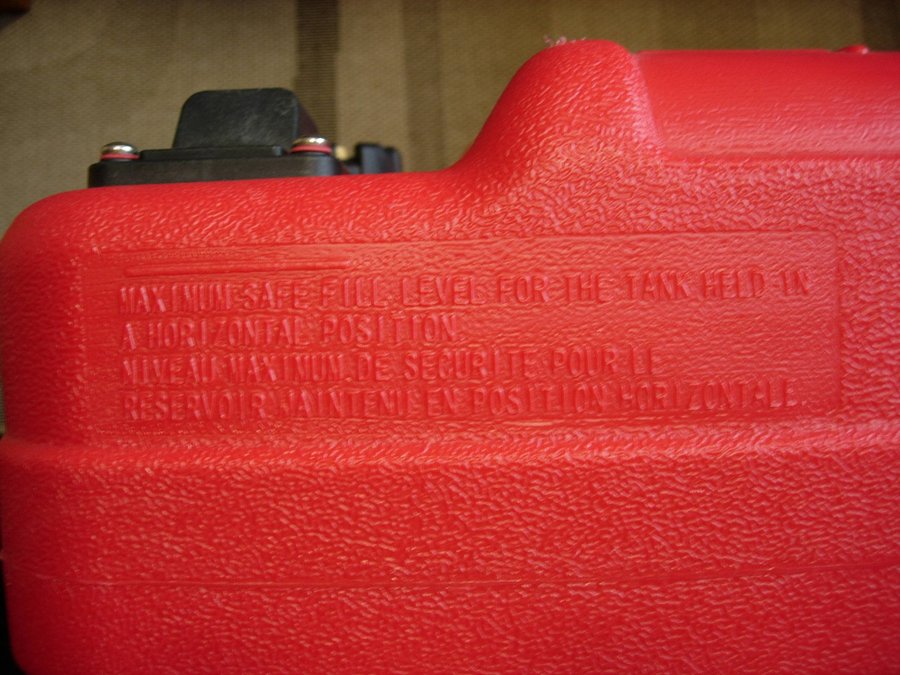 MAXIMUM SAFE FILL LEVEL FOR THE TANK HELD IN
A HORIZONTAL POSITION
NIVEAU MAXIMUM DE SECURITE POUR LE
RESERVOIR MAINTENU EN POSITION HORIZONTALE.